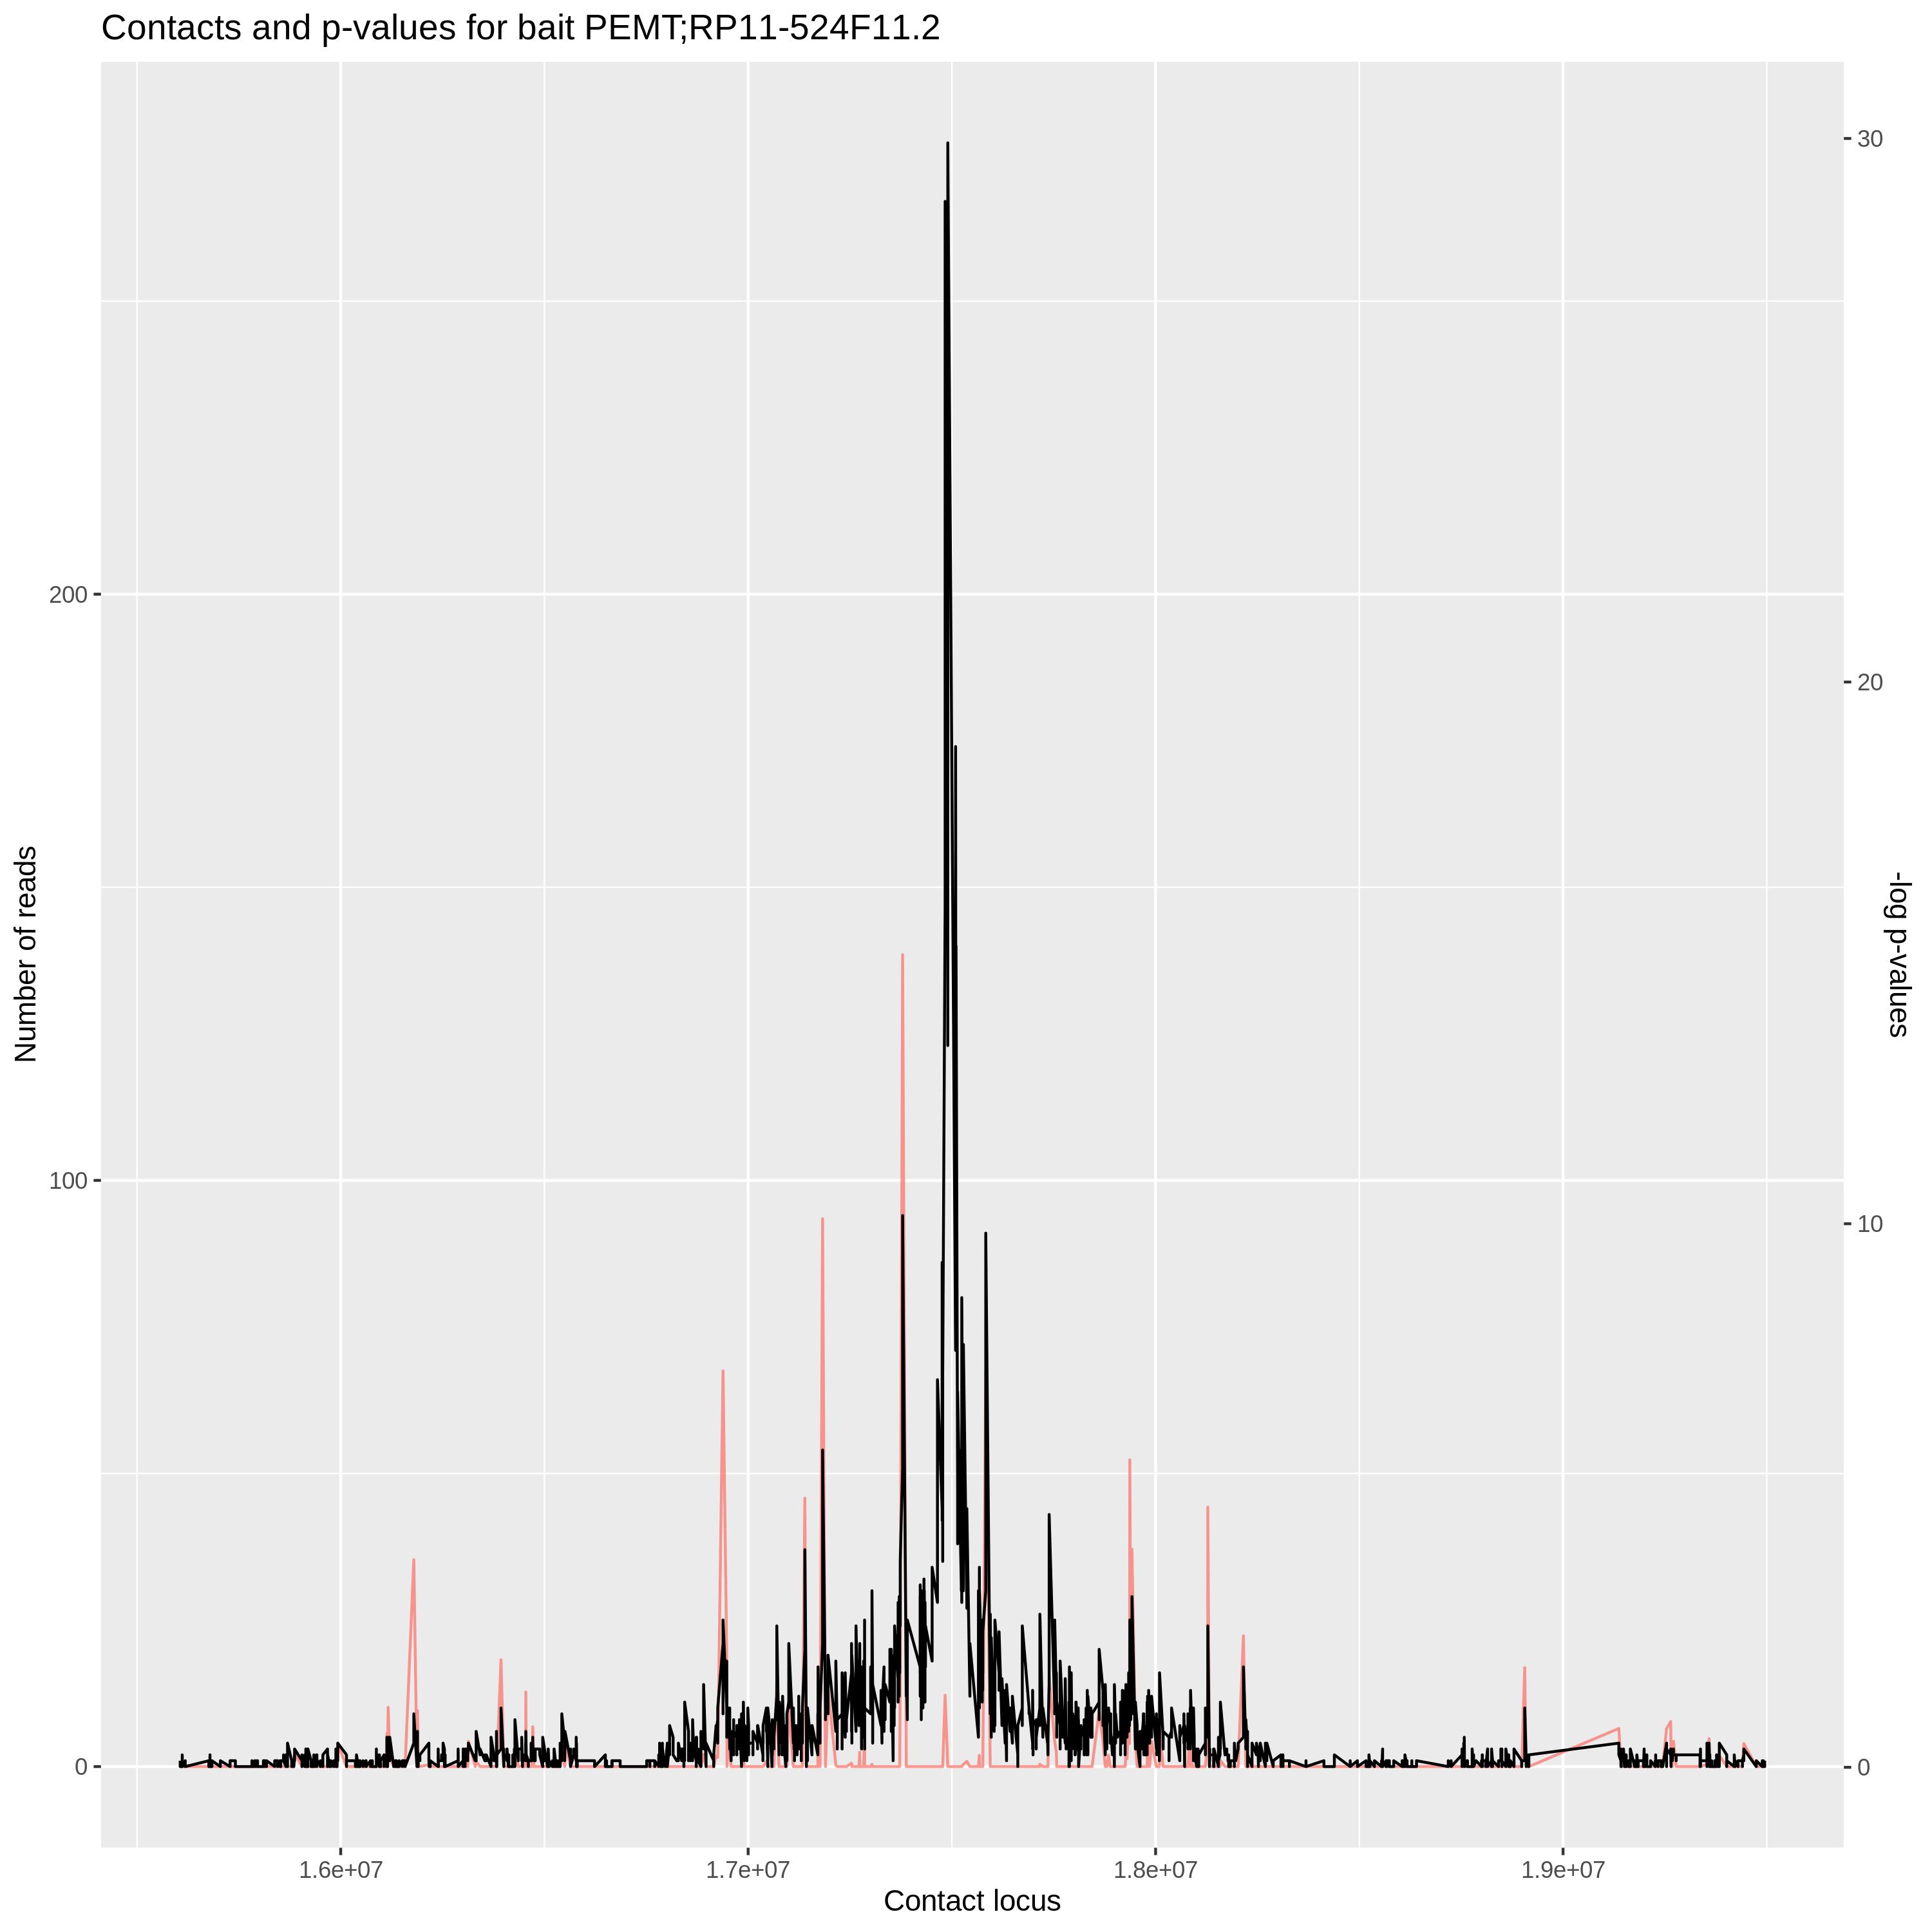 Contacts and p-values for bait PEMT;RP11-524F11.2
Number of reads
200
100
0
30
20
10
0
-log p-values
1.6e+07 1.7e+07 1.8e+07 1.9e+07
Contact locus